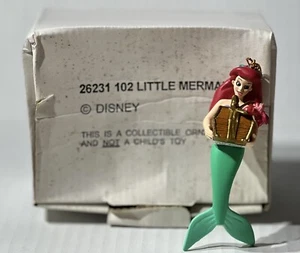 26231 102 LITTLE MERMA
© DISNEY
THIS IS A COLLECTIBLE ORN
AND NOT A CHILD'S TOY